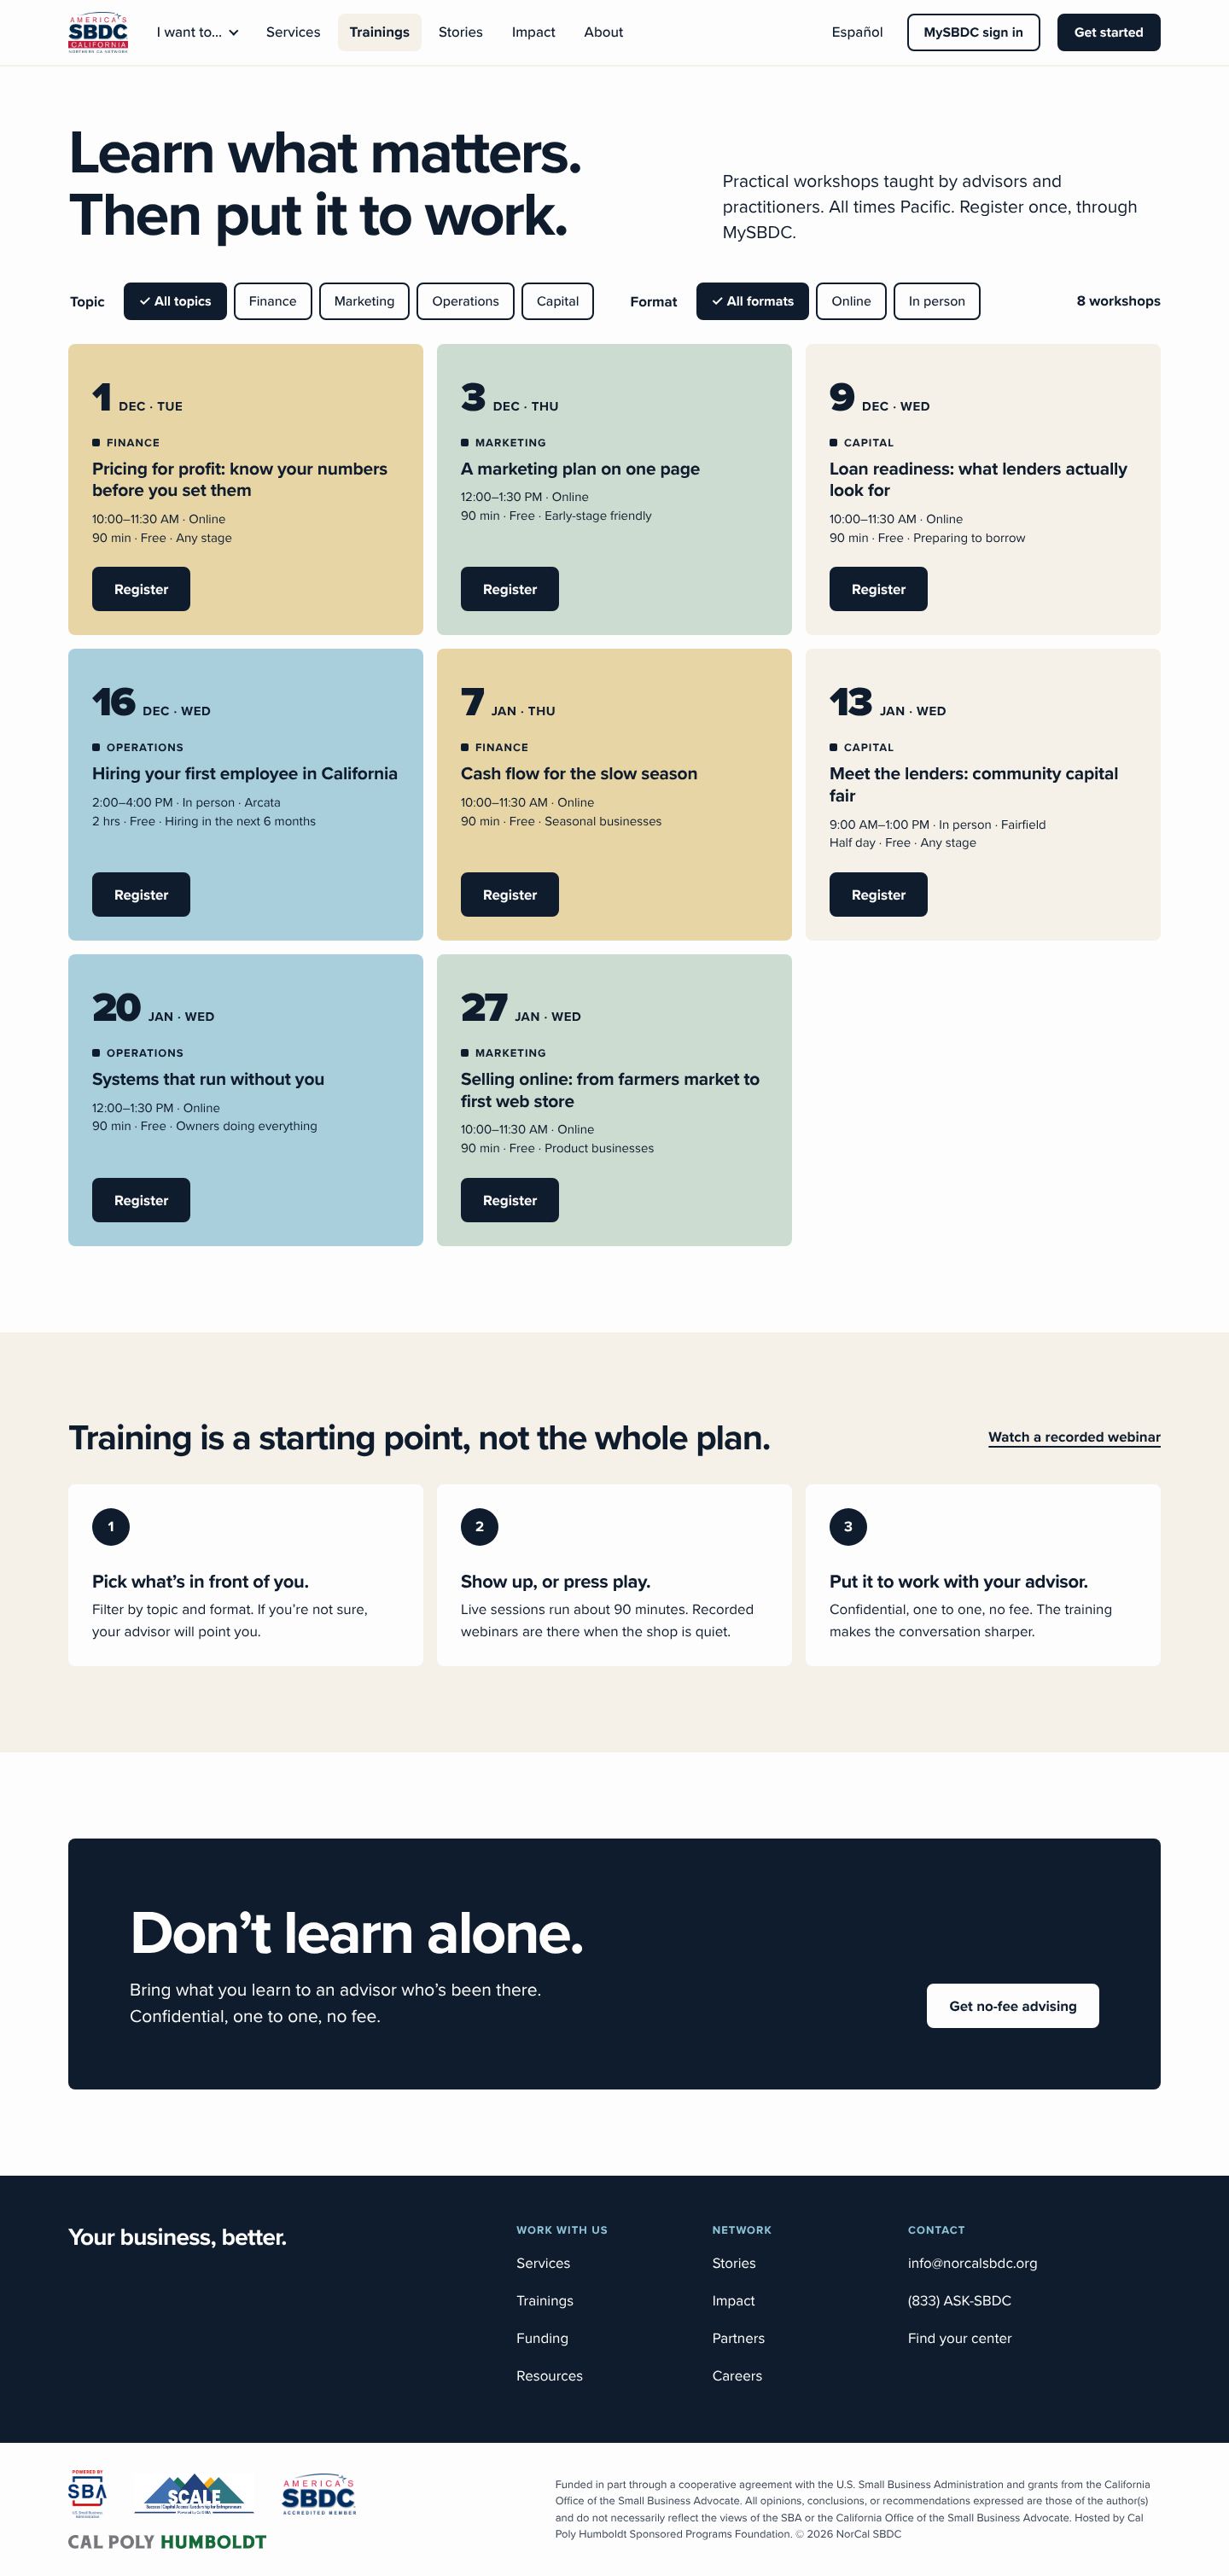 AMERICA'S
SBDC
CALIFORNIA
NORTHERN CA NETWORK
I want to...
Services
Trainings
Stories
Impact
About
Español
MySBDC sign in
Get started
Learn what matters.
Then put it to work.
Practical workshops taught by advisors and
practitioners. All times Pacific. Register once, through
MySBDC.
Topic
✓ All topics
Finance
Marketing
Operations
Capital
Format
✓ All formats
Online
In person
8 workshops
1 DEC · TUE
FINANCE
Pricing for profit: know your numbers
before you set them
10:00–11:30 AM · Online
90 min · Free · Any stage
Register
3 DEC · THU
MARKETING
A marketing plan on one page
12:00–1:30 PM · Online
90 min · Free · Early-stage friendly
Register
9 DEC · WED
CAPITAL
Loan readiness: what lenders actually
look for
10:00–11:30 AM · Online
90 min · Free · Preparing to borrow
Register
16 DEC · WED
OPERATIONS
Hiring your first employee in California
2:00–4:00 PM · In person · Arcata
2 hrs · Free · Hiring in the next 6 months
Register
7 JAN · THU
FINANCE
Cash flow for the slow season
10:00–11:30 AM · Online
90 min · Free · Seasonal businesses
Register
13 JAN · WED
CAPITAL
Meet the lenders: community capital
fair
9:00 AM–1:00 PM · In person · Fairfield
Half day · Free · Any stage
Register
20 JAN · WED
OPERATIONS
Systems that run without you
12:00–1:30 PM · Online
90 min · Free · Owners doing everything
Register
27 JAN · WED
MARKETING
Selling online: from farmers market to
first web store
10:00–11:30 AM · Online
90 min · Free · Product businesses
Register
Training is a starting point, not the whole plan.
Watch a recorded webinar
1
Pick what's in front of you.
Filter by topic and format. If you're not sure,
your advisor will point you.
2
Show up, or press play.
Live sessions run about 90 minutes. Recorded
webinars are there when the shop is quiet.
3
Put it to work with your advisor.
Confidential, one to one, no fee. The training
makes the conversation sharper.
Don't learn alone.
Bring what you learn to an advisor who's been there.
Confidential, one to one, no fee.
Get no-fee advising
Your business, better.
WORK WITH US
Services
Trainings
Funding
Resources
NETWORK
Stories
Impact
Partners
Careers
CONTACT
info@norcalsbdc.org
(833) ASK-SBDC
Find your center
POWERED BY
SBA
U.S. Small Business
Administration
SCALE
AMERICA'S
SBDC
ACCREDITED MEMBER
CAL POLY HUMBOLDT
Funded in part through a cooperative agreement with the U.S. Small Business Administration and grants from the California
Office of the Small Business Advocate. All opinions, conclusions, or recommendations expressed are those of the author(s)
and do not necessarily reflect the views of the SBA or the California Office of the Small Business Advocate. Hosted by Cal
Poly Humboldt Sponsored Programs Foundation. © 2026 NorCal SBDC